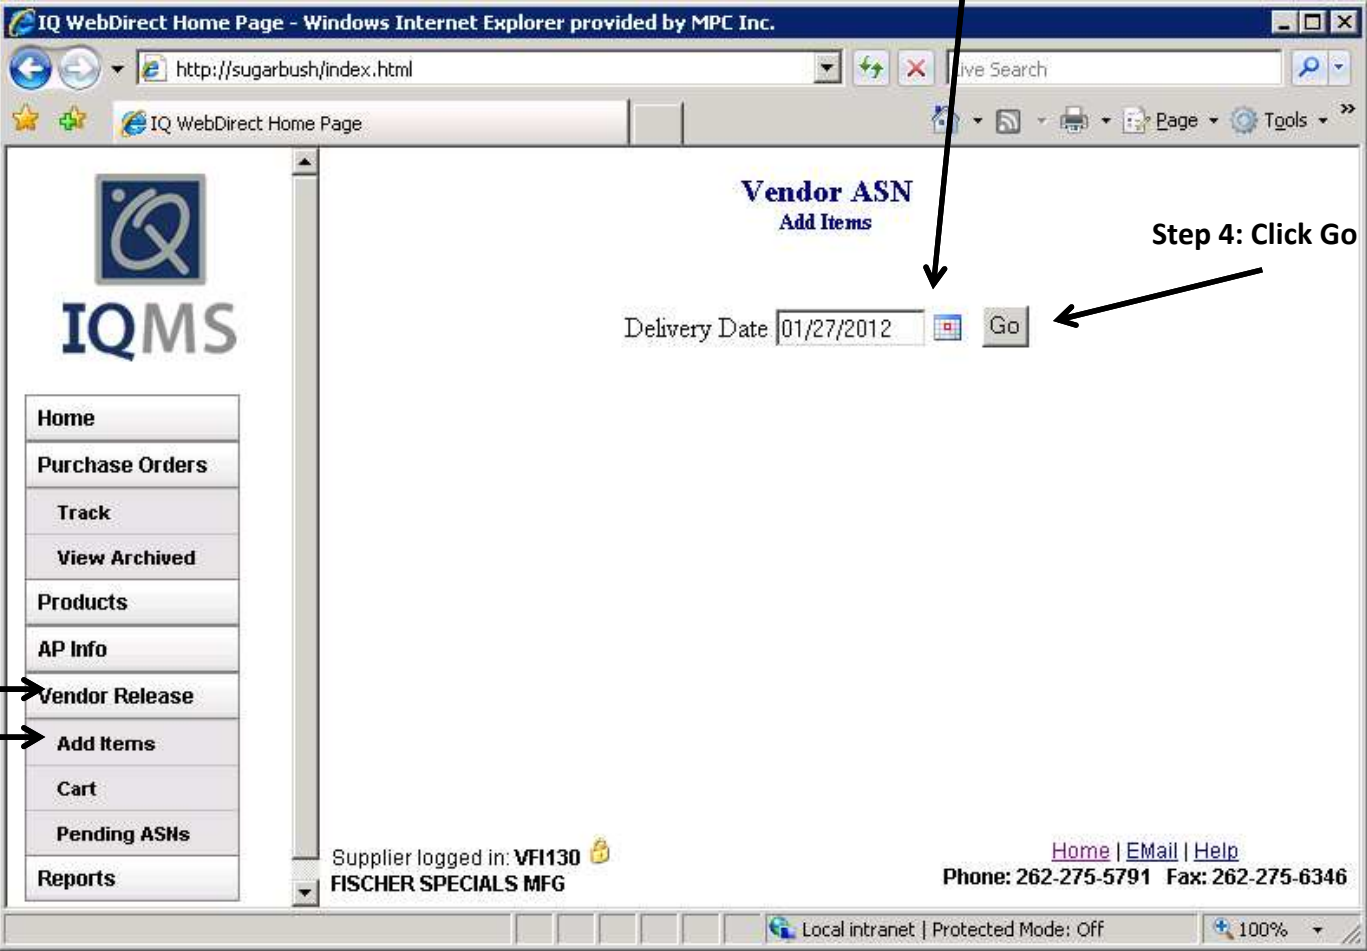 IQ WebDirect Home Page - Windows Internet Explorer provided by MPC Inc.
http://sugarbush/index.html
Live Search
IQ WebDirect Home Page
Page
Tools
»
IQ
IQMS
Vendor ASN
Add Items
Step 4: Click Go
Delivery Date 01/27/2012 Go
Home
Purchase Orders
Track
View Archived
Products
AP Info
Vendor Release
Add Items
Cart
Pending ASNs
Reports
Supplier logged in: VFI130
FISCHER SPECIALS MFG
Home | EMail | Help
Phone: 262-275-5791 Fax: 262-275-6346
Local intranet | Protected Mode: Off
100%